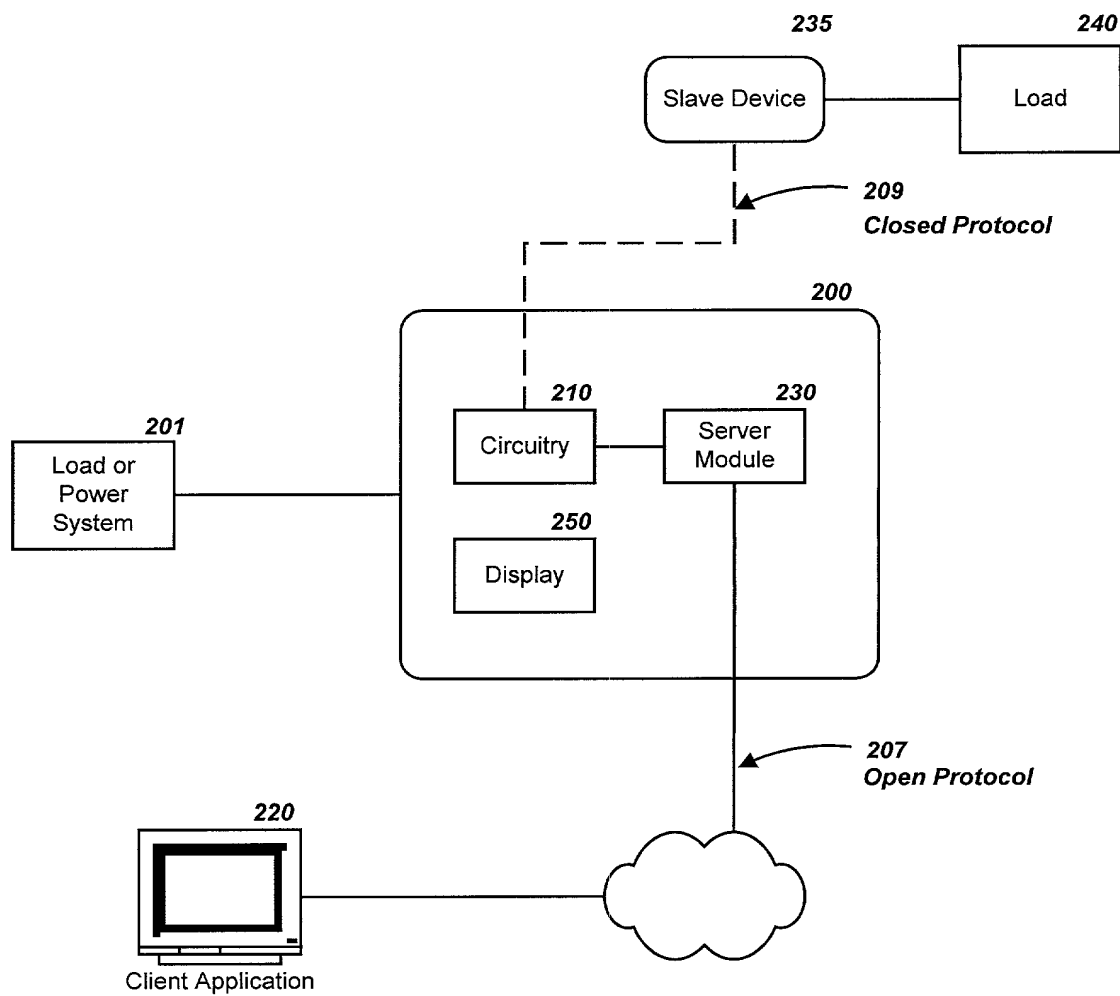 235
240
Slave Device
Load
209
Closed Protocol
200
210
230
201
Circuitry
Server
Module
Load or
Power
System
250
Display
207
Open Protocol
220
Client Application